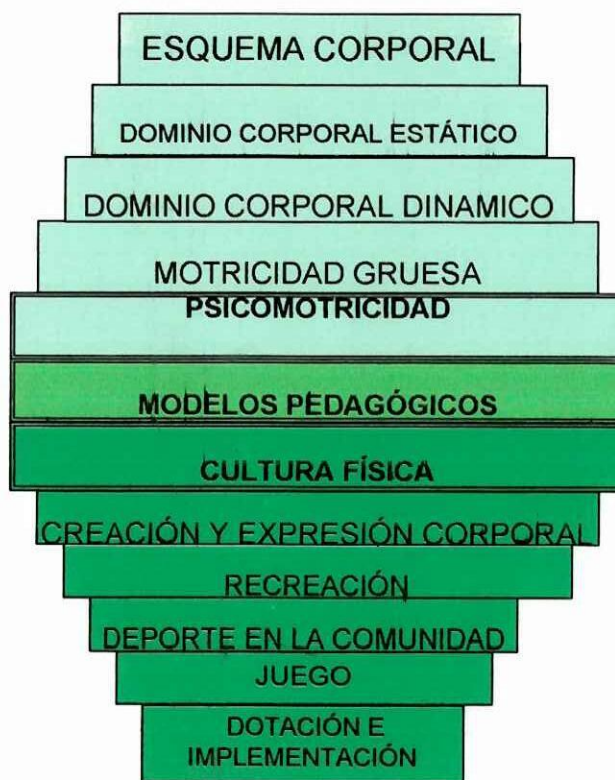 ESQUEMA CORPORAL
DOMINIO CORPORAL ESTÁTICO
DOMINIO CORPORAL DINAMICO
MOTRICIDAD GRUESA
PSICOMOTRICIDAD
MODELOS PEDAGÓGICOS
CULTURA FÍSICA
CREACIÓN Y EXPRESIÓN CORPORAL
RECREACIÓN
DEPORTE EN LA COMUNIDAD
JUEGO
DOTACIÓN E
IMPLEMENTACIÓN